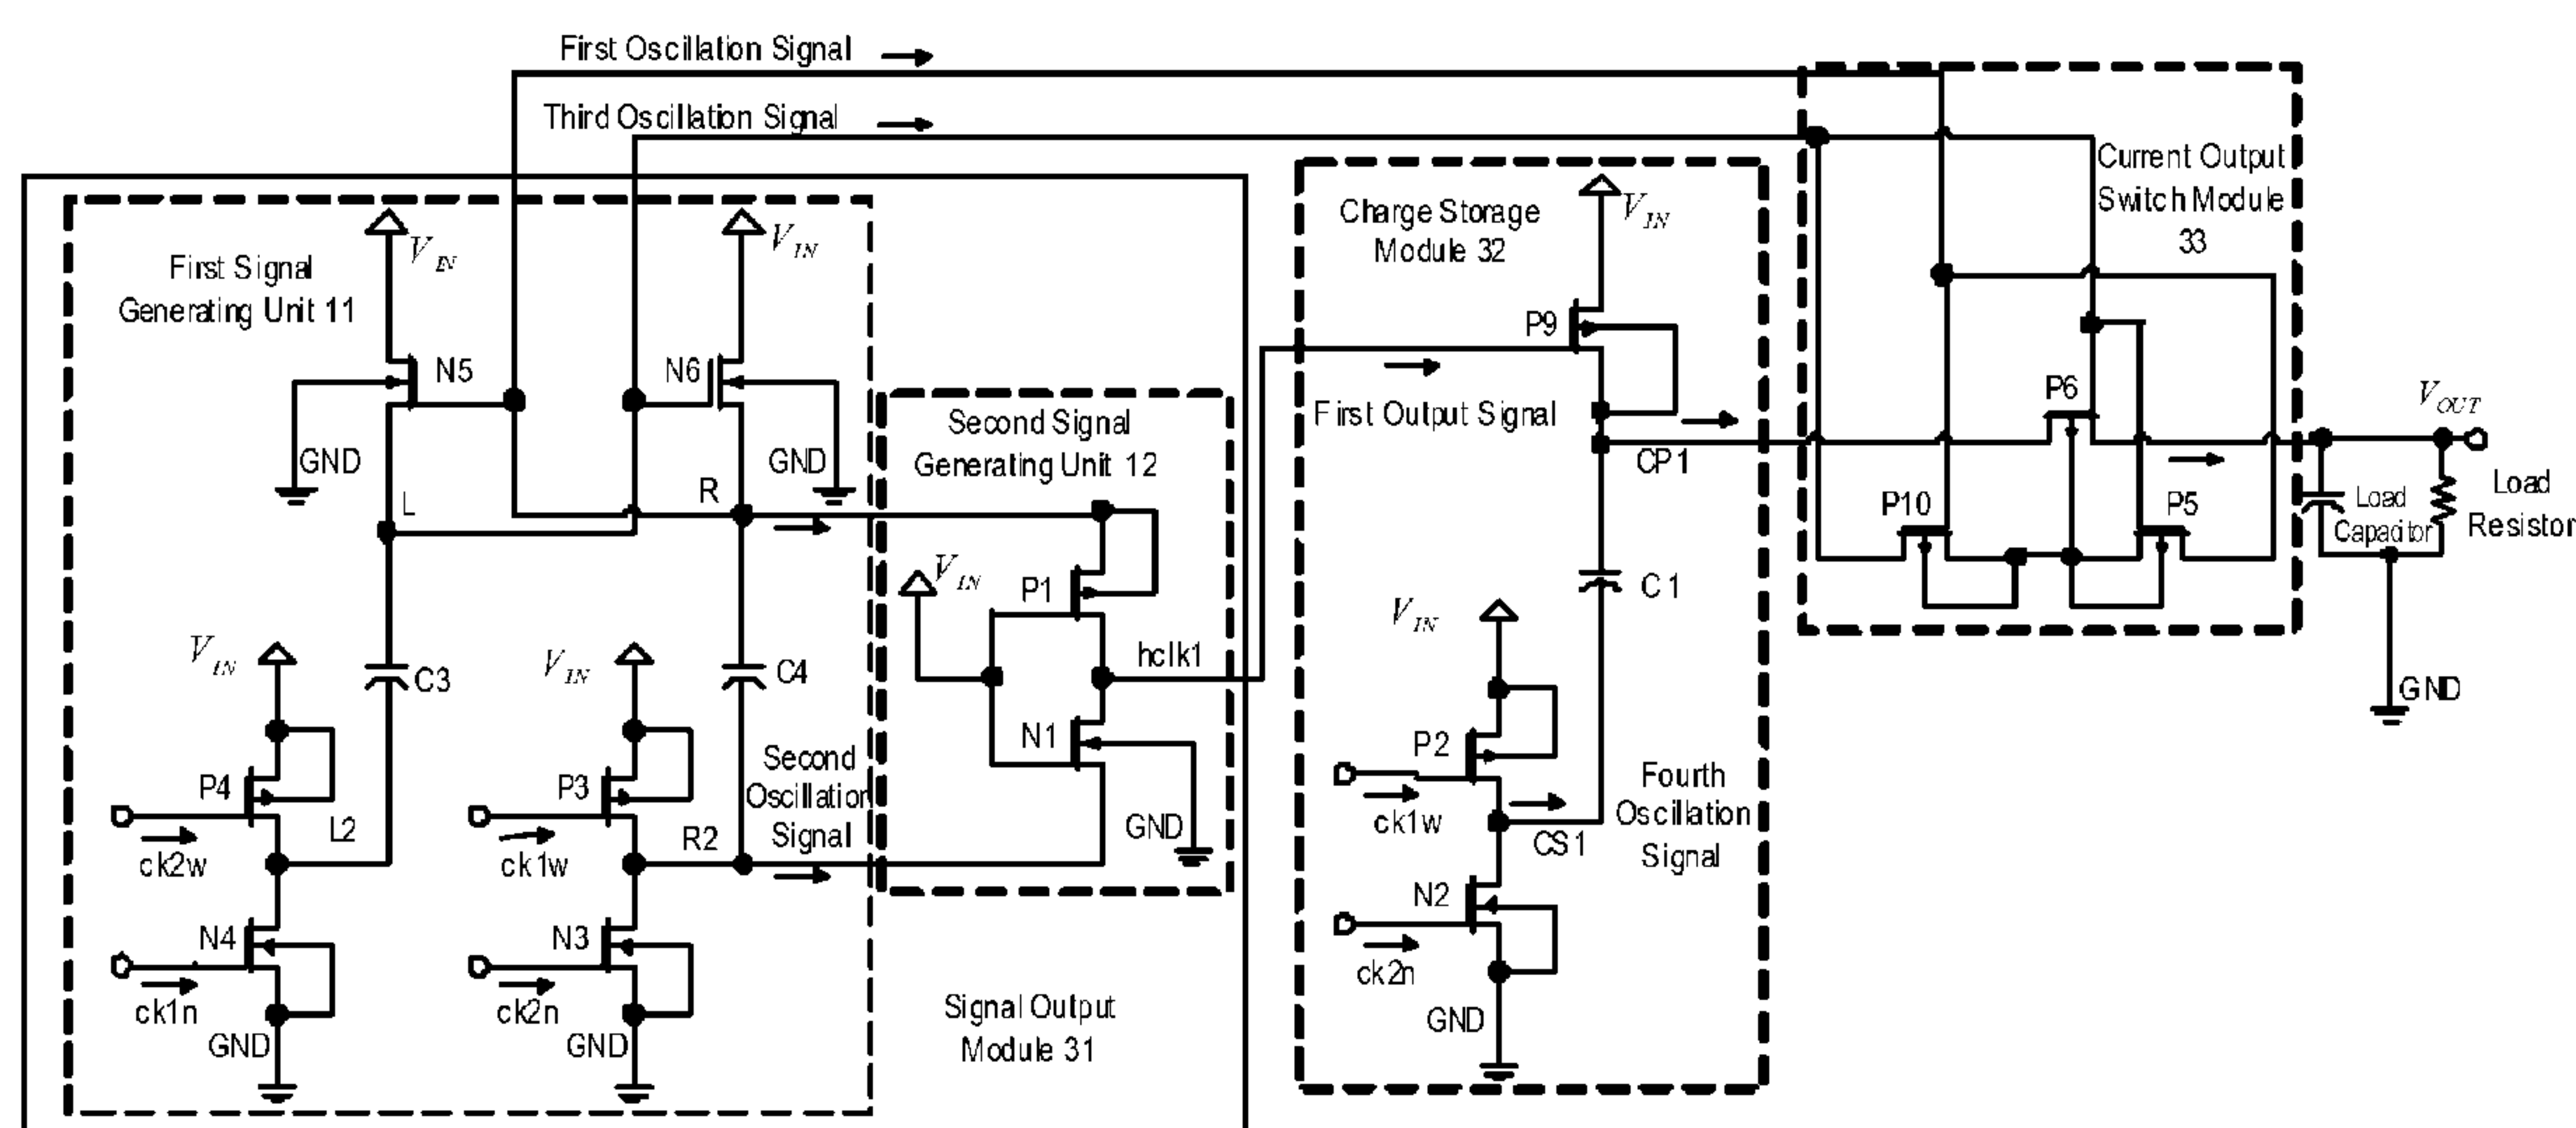 First Oscillation Signal
Third Oscillation Signal
First Signal
Generating Unit 11
V_IN
V_IN
N5
N6
GND
GND
L
R
Second Signal
Generating Unit 12
V_IN
P1
hclk1
N1
GND
V_IN
V_IN
C3
C4
P4
P3
L2
R2
ck2w
ck1w
Second
Oscillation
Signal
N4
N3
ck1n
ck2n
GND
GND
Signal Output
Module 31
Charge Storage
Module 32
V_IN
P9
First Output Signal
CP1
C1
V_IN
P2
ck1w
CS1
Fourth
Oscillation
Signal
N2
ck2n
GND
Current Output
Switch Module
33
P6
P10
P5
V_OUT
Load
Capacitor
Load
Resistor
GND